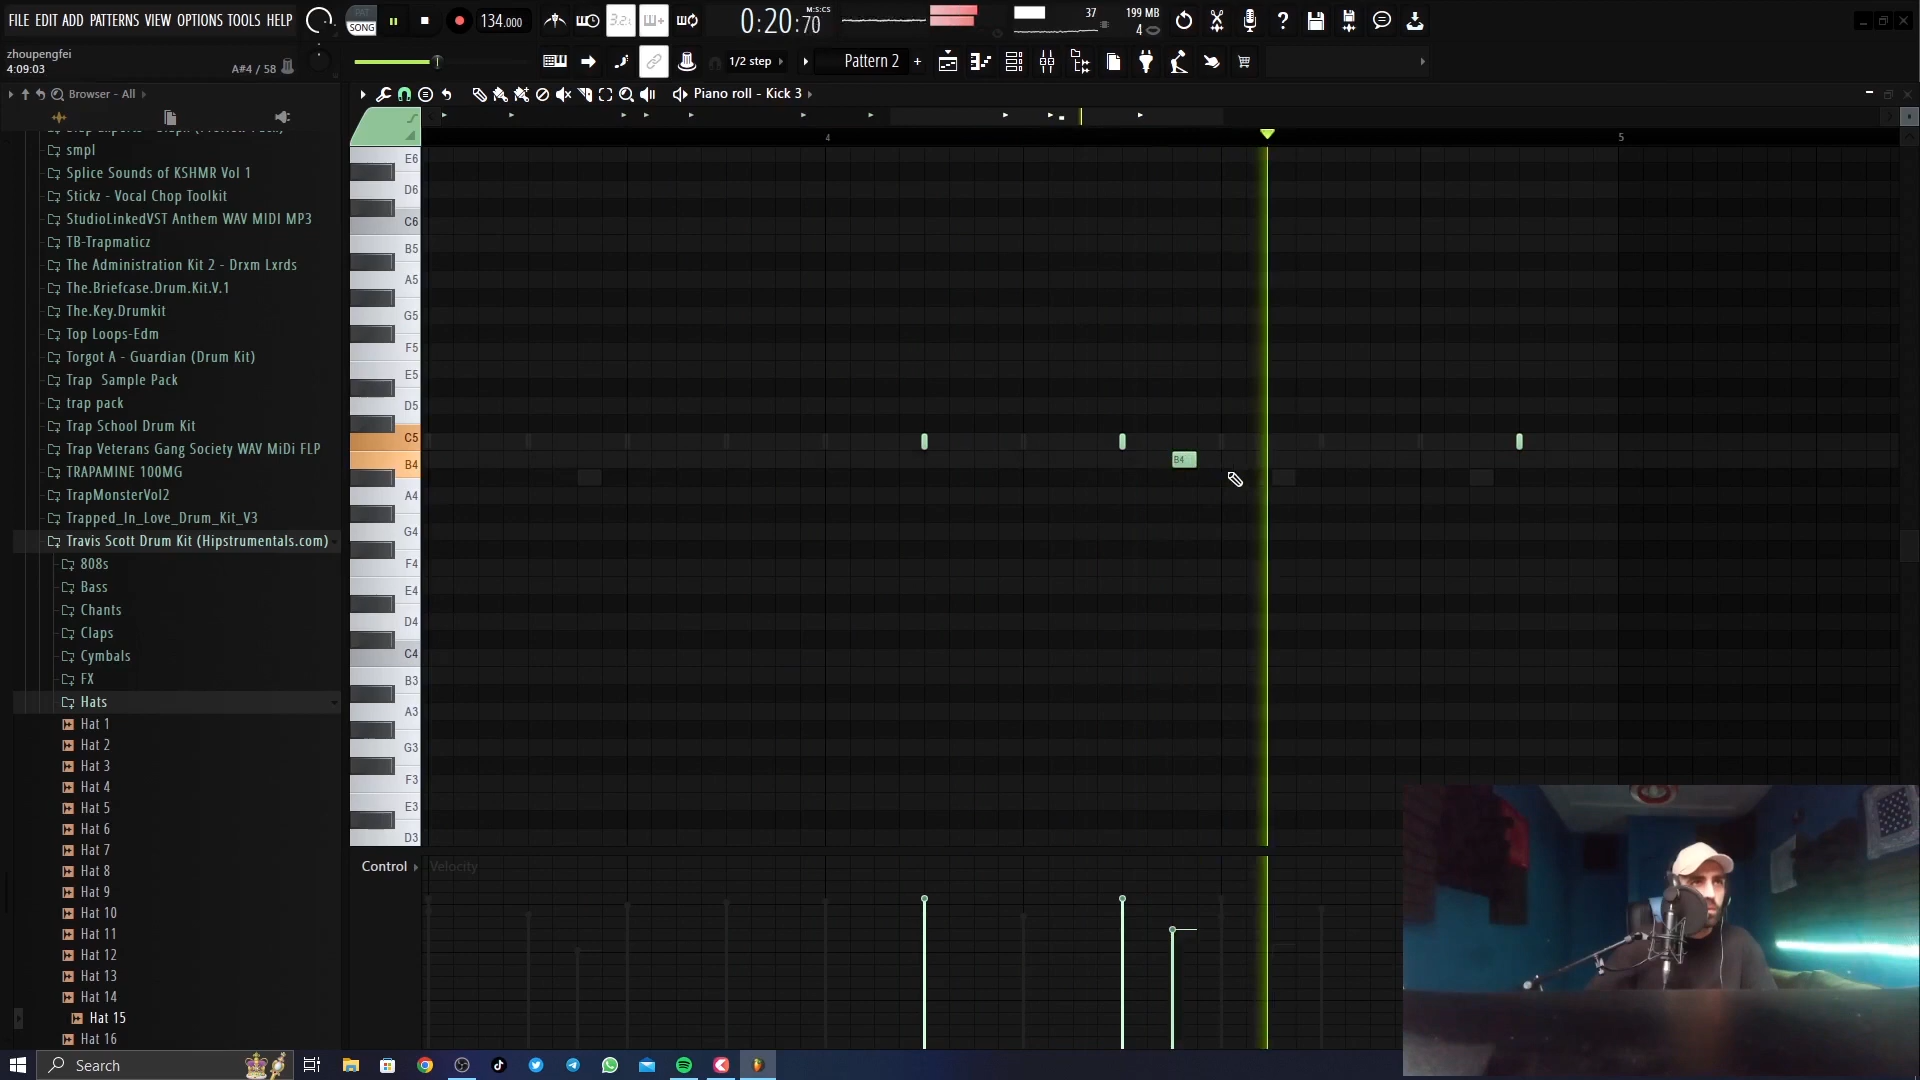 FILE EDIT ADD PATTERNS VIEW OPTIONS TOOLS HELP
PAT
SONG
134.000
3.2
0:20:70
M:S:CS
37
199 MB
4
zhoupengfei
4:09:03
A#4 / 58
1/2 step
Pattern 2
Browser - All
Piano roll - Kick 3
smpl
Splice Sounds of KSHMR Vol 1
Stickz - Vocal Chop Toolkit
StudioLinkedVST Anthem WAV MIDI MP3
TB-Trapmaticz
The Administration Kit 2 - Drxm Lxrds
The.Briefcase.Drum.Kit.V.1
The.Key.Drumkit
Top Loops-Edm
Torgot A - Guardian (Drum Kit)
Trap Sample Pack
trap pack
Trap School Drum Kit
Trap Veterans Gang Society WAV MiDi FLP
TRAPAMINE 100MG
TrapMonsterVol2
Trapped_In_Love_Drum_Kit_V3
Travis Scott Drum Kit (Hipstrumentals.com)
808s
Bass
Chants
Claps
Cymbals
FX
Hats
Hat 1
Hat 2
Hat 3
Hat 4
Hat 5
Hat 6
Hat 7
Hat 8
Hat 9
Hat 10
Hat 11
Hat 12
Hat 13
Hat 14
Hat 15
Hat 16
4
5
E6
D6
C6
B5
A5
G5
F5
E5
D5
C5
B4
A4
G4
F4
E4
D4
C4
B3
A3
G3
F3
E3
D3
B4
Control
Velocity
Search